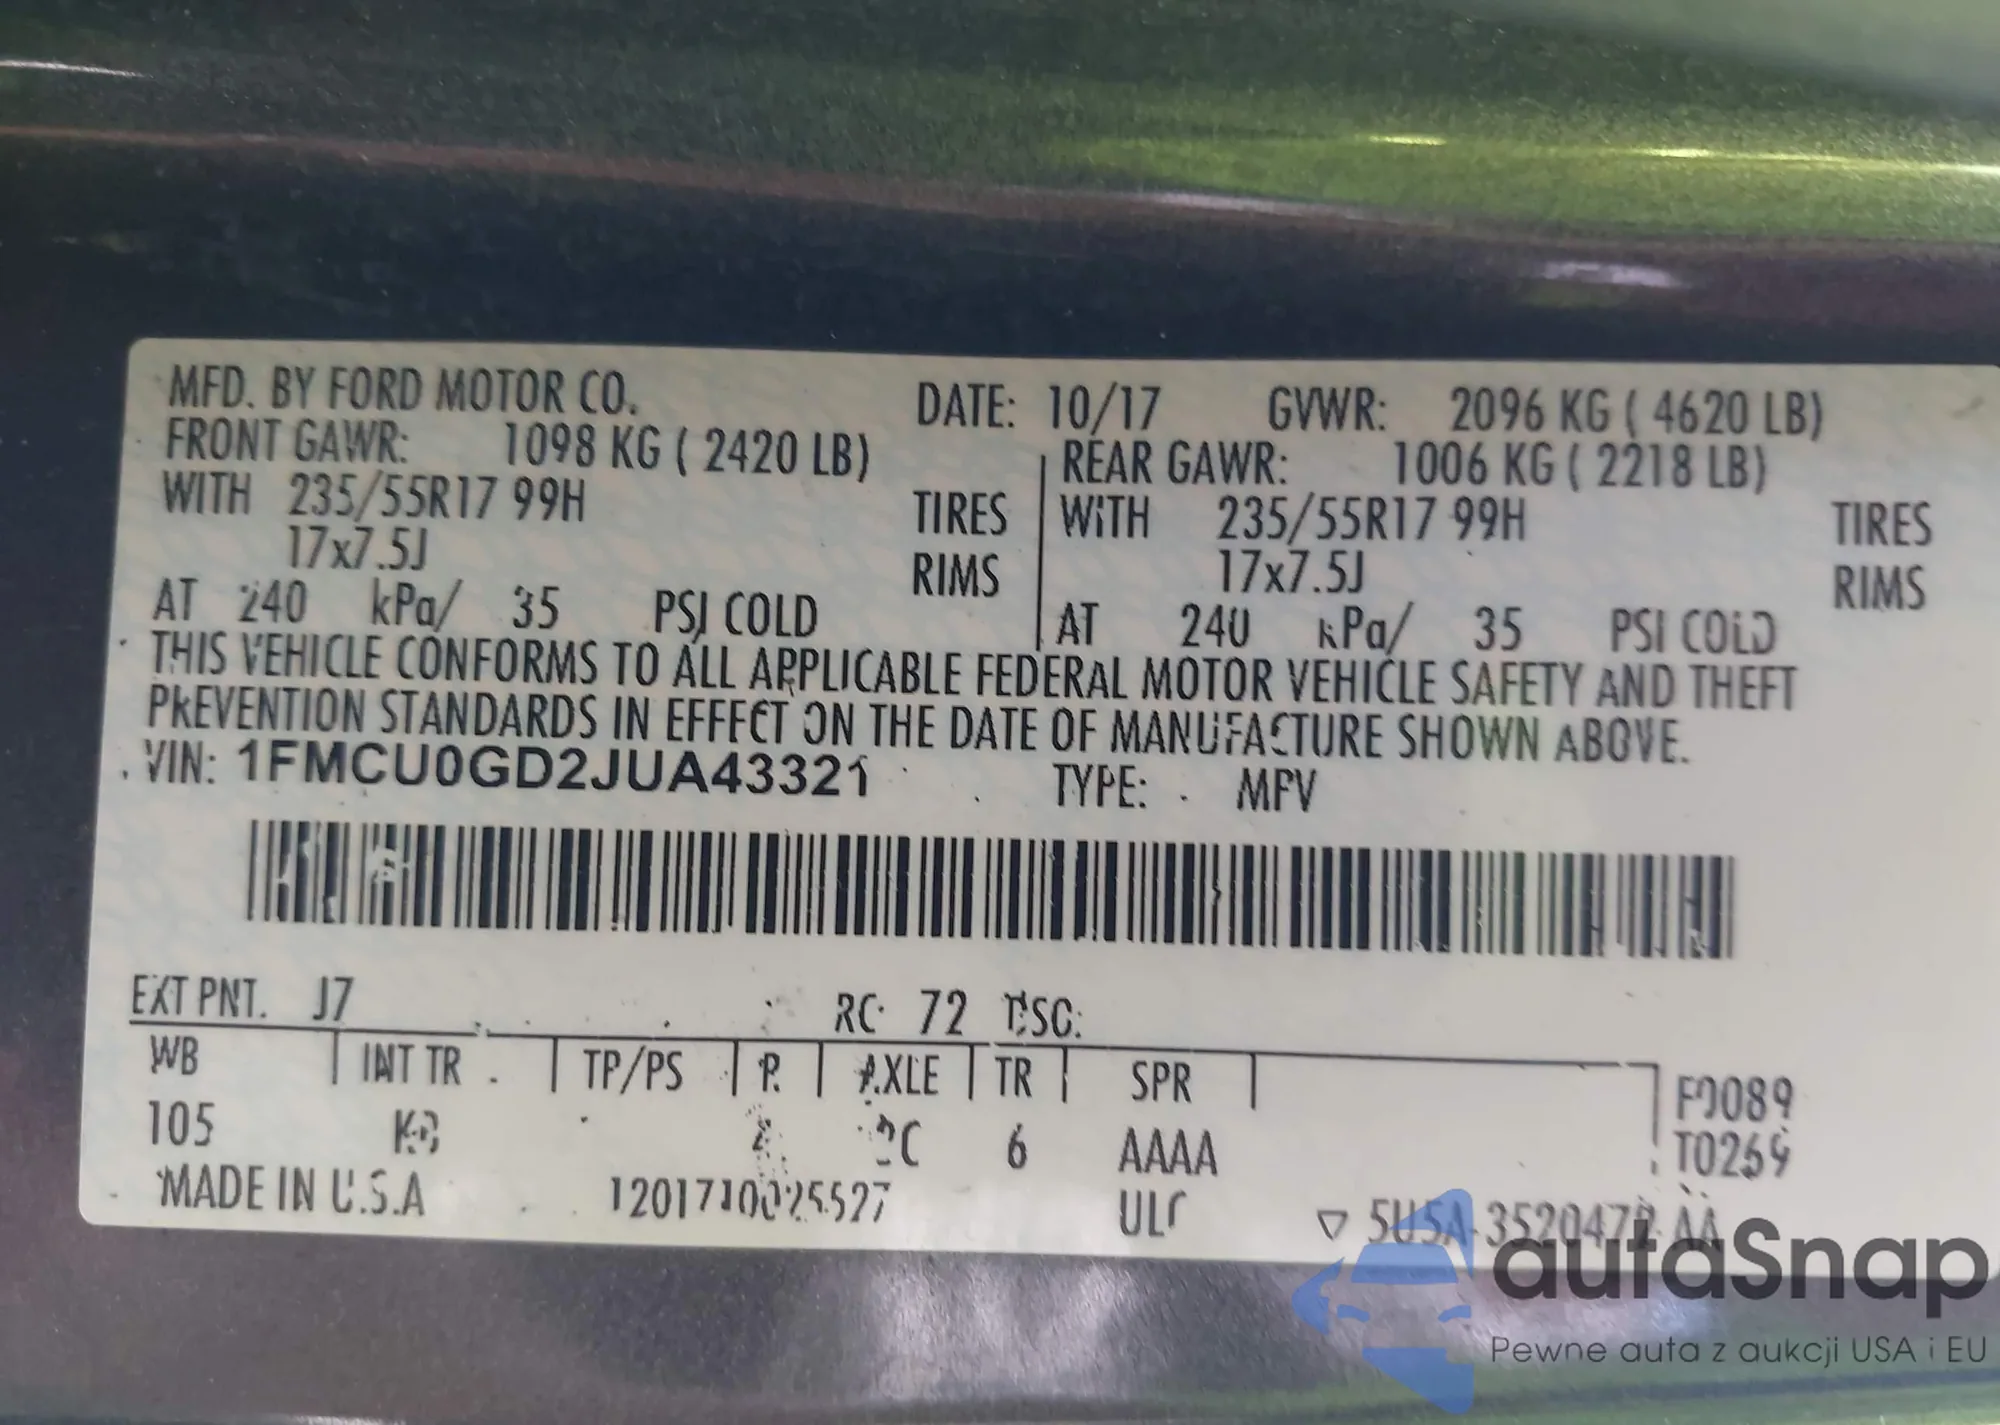 MFD. BY FORD MOTOR CO. DATE: 10/17 GVWR: 2096 KG ( 4620 LB)
FRONT GAWR: 1098 KG ( 2420 LB) REAR GAWR: 1006 KG ( 2218 LB)
WITH 235/55R17 99H TIRES WITH 235/55R17 99H TIRES
17x7.5J RIMS 17x7.5J RIMS
AT 240 kPa/ 35 PSI COLD AT 240 kPa/ 35 PSI COLD
THIS VEHICLE CONFORMS TO ALL APPLICABLE FEDERAL MOTOR VEHICLE SAFETY AND THEFT
PREVENTION STANDARDS IN EFFECT ON THE DATE OF MANUFACTURE SHOWN ABOVE.
VIN: 1FMCU0GD2JUA43321 TYPE: MPV
EXT PNT. J7 RC: 72 DSO:
WB INT TR TP/PS R AXLE TR SPR F0089
105 6 AAAA T0269
MADE IN U.S.A ULC
autaSnap
Pewne auta z aukcji USA i EU